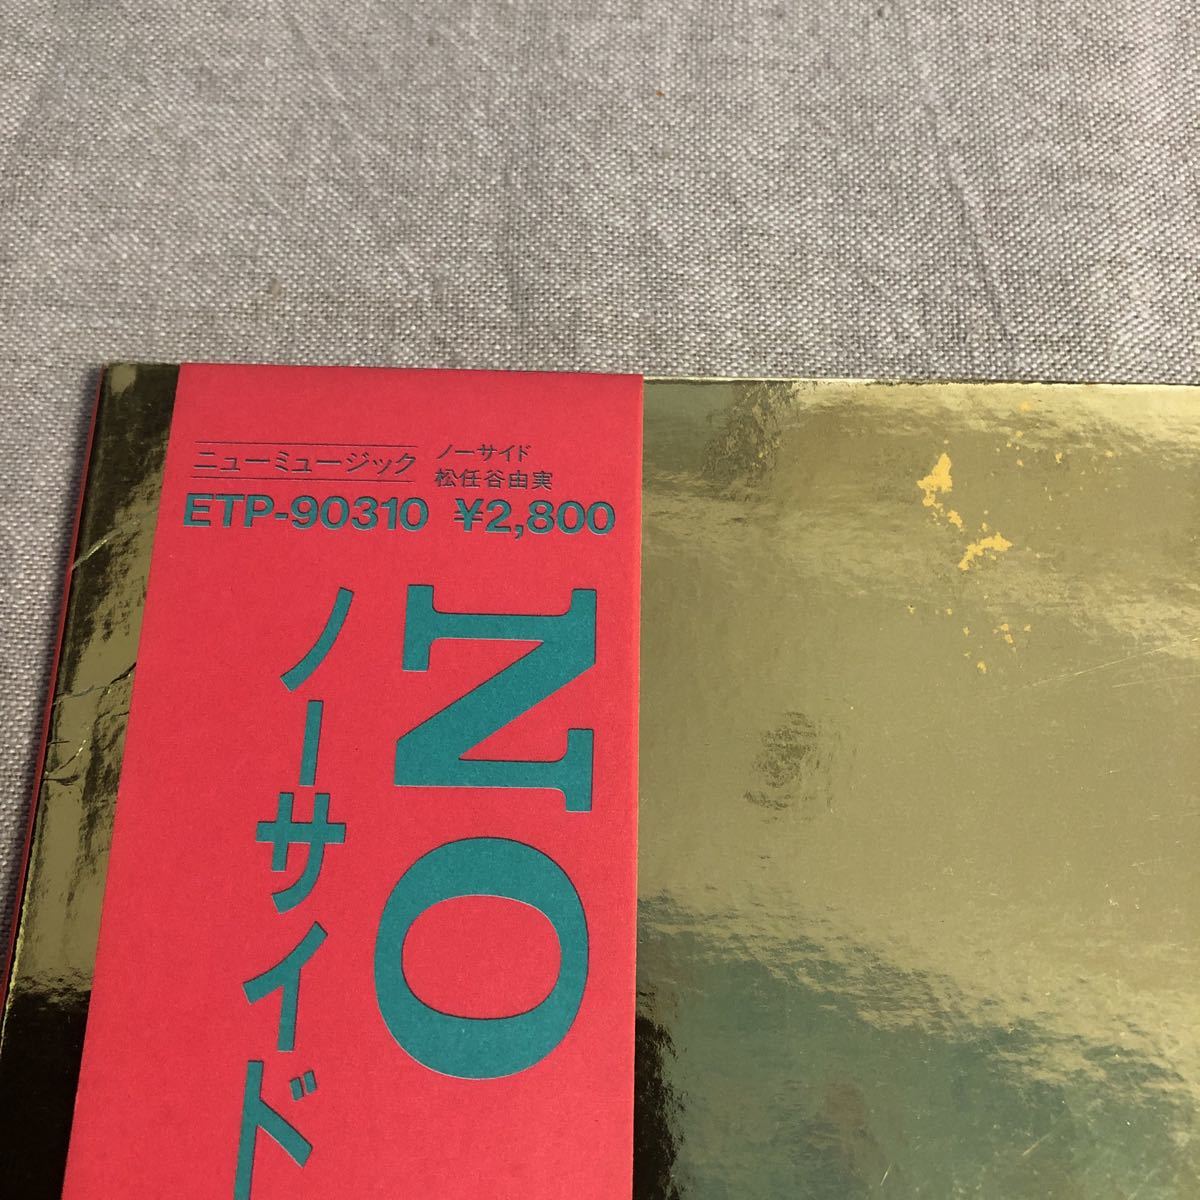 ニューミュージック
ノーサイド
松任谷由実
ETP-90310 ¥2,800
NO
ノーサイド